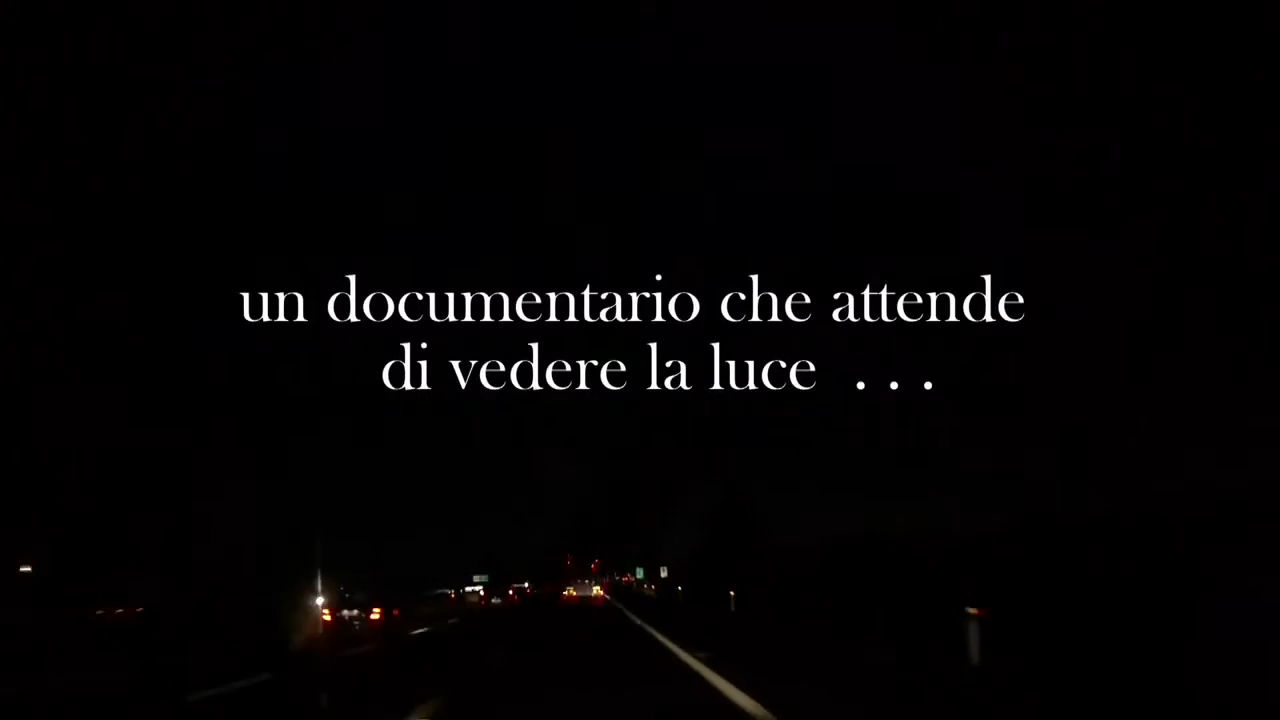 un documentario che attende
di vedere la luce . . .